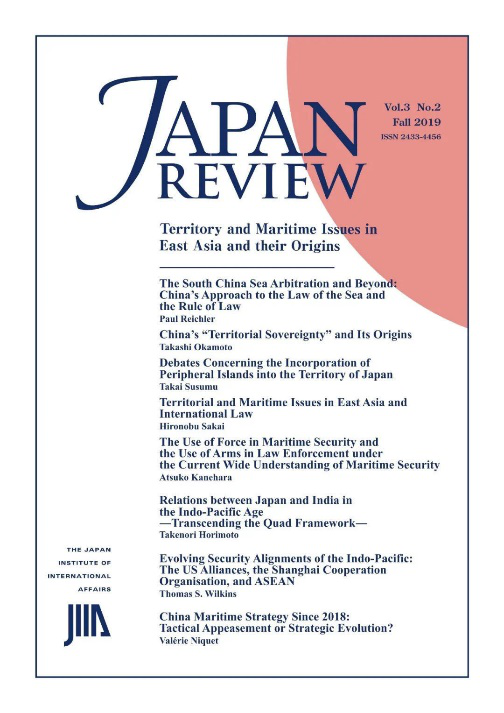 JAPAN
REVIEW
Vol.3 No.2
Fall 2019
ISSN 2433-4456
Territory and Maritime Issues in
East Asia and their Origins
The South China Sea Arbitration and Beyond:
China's Approach to the Law of the Sea and
the Rule of Law
Paul Reichler
China's “Territorial Sovereignty” and Its Origins
Takashi Okamoto
Debates Concerning the Incorporation of
Peripheral Islands into the Territory of Japan
Takai Susumu
Territorial and Maritime Issues in East Asia and
International Law
Hironobu Sakai
The Use of Force in Maritime Security and
the Use of Arms in Law Enforcement under
the Current Wide Understanding of Maritime Security
Atsuko Kanehara
Relations between Japan and India in
the Indo-Pacific Age
—Transcending the Quad Framework—
Takenori Horimoto
Evolving Security Alignments of the Indo-Pacific:
The US Alliances, the Shanghai Cooperation
Organisation, and ASEAN
Thomas S. Wilkins
China Maritime Strategy Since 2018:
Tactical Appeasement or Strategic Evolution?
Valérie Niquet
THE JAPAN
INSTITUTE OF
INTERNATIONAL
AFFAIRS
JIIA